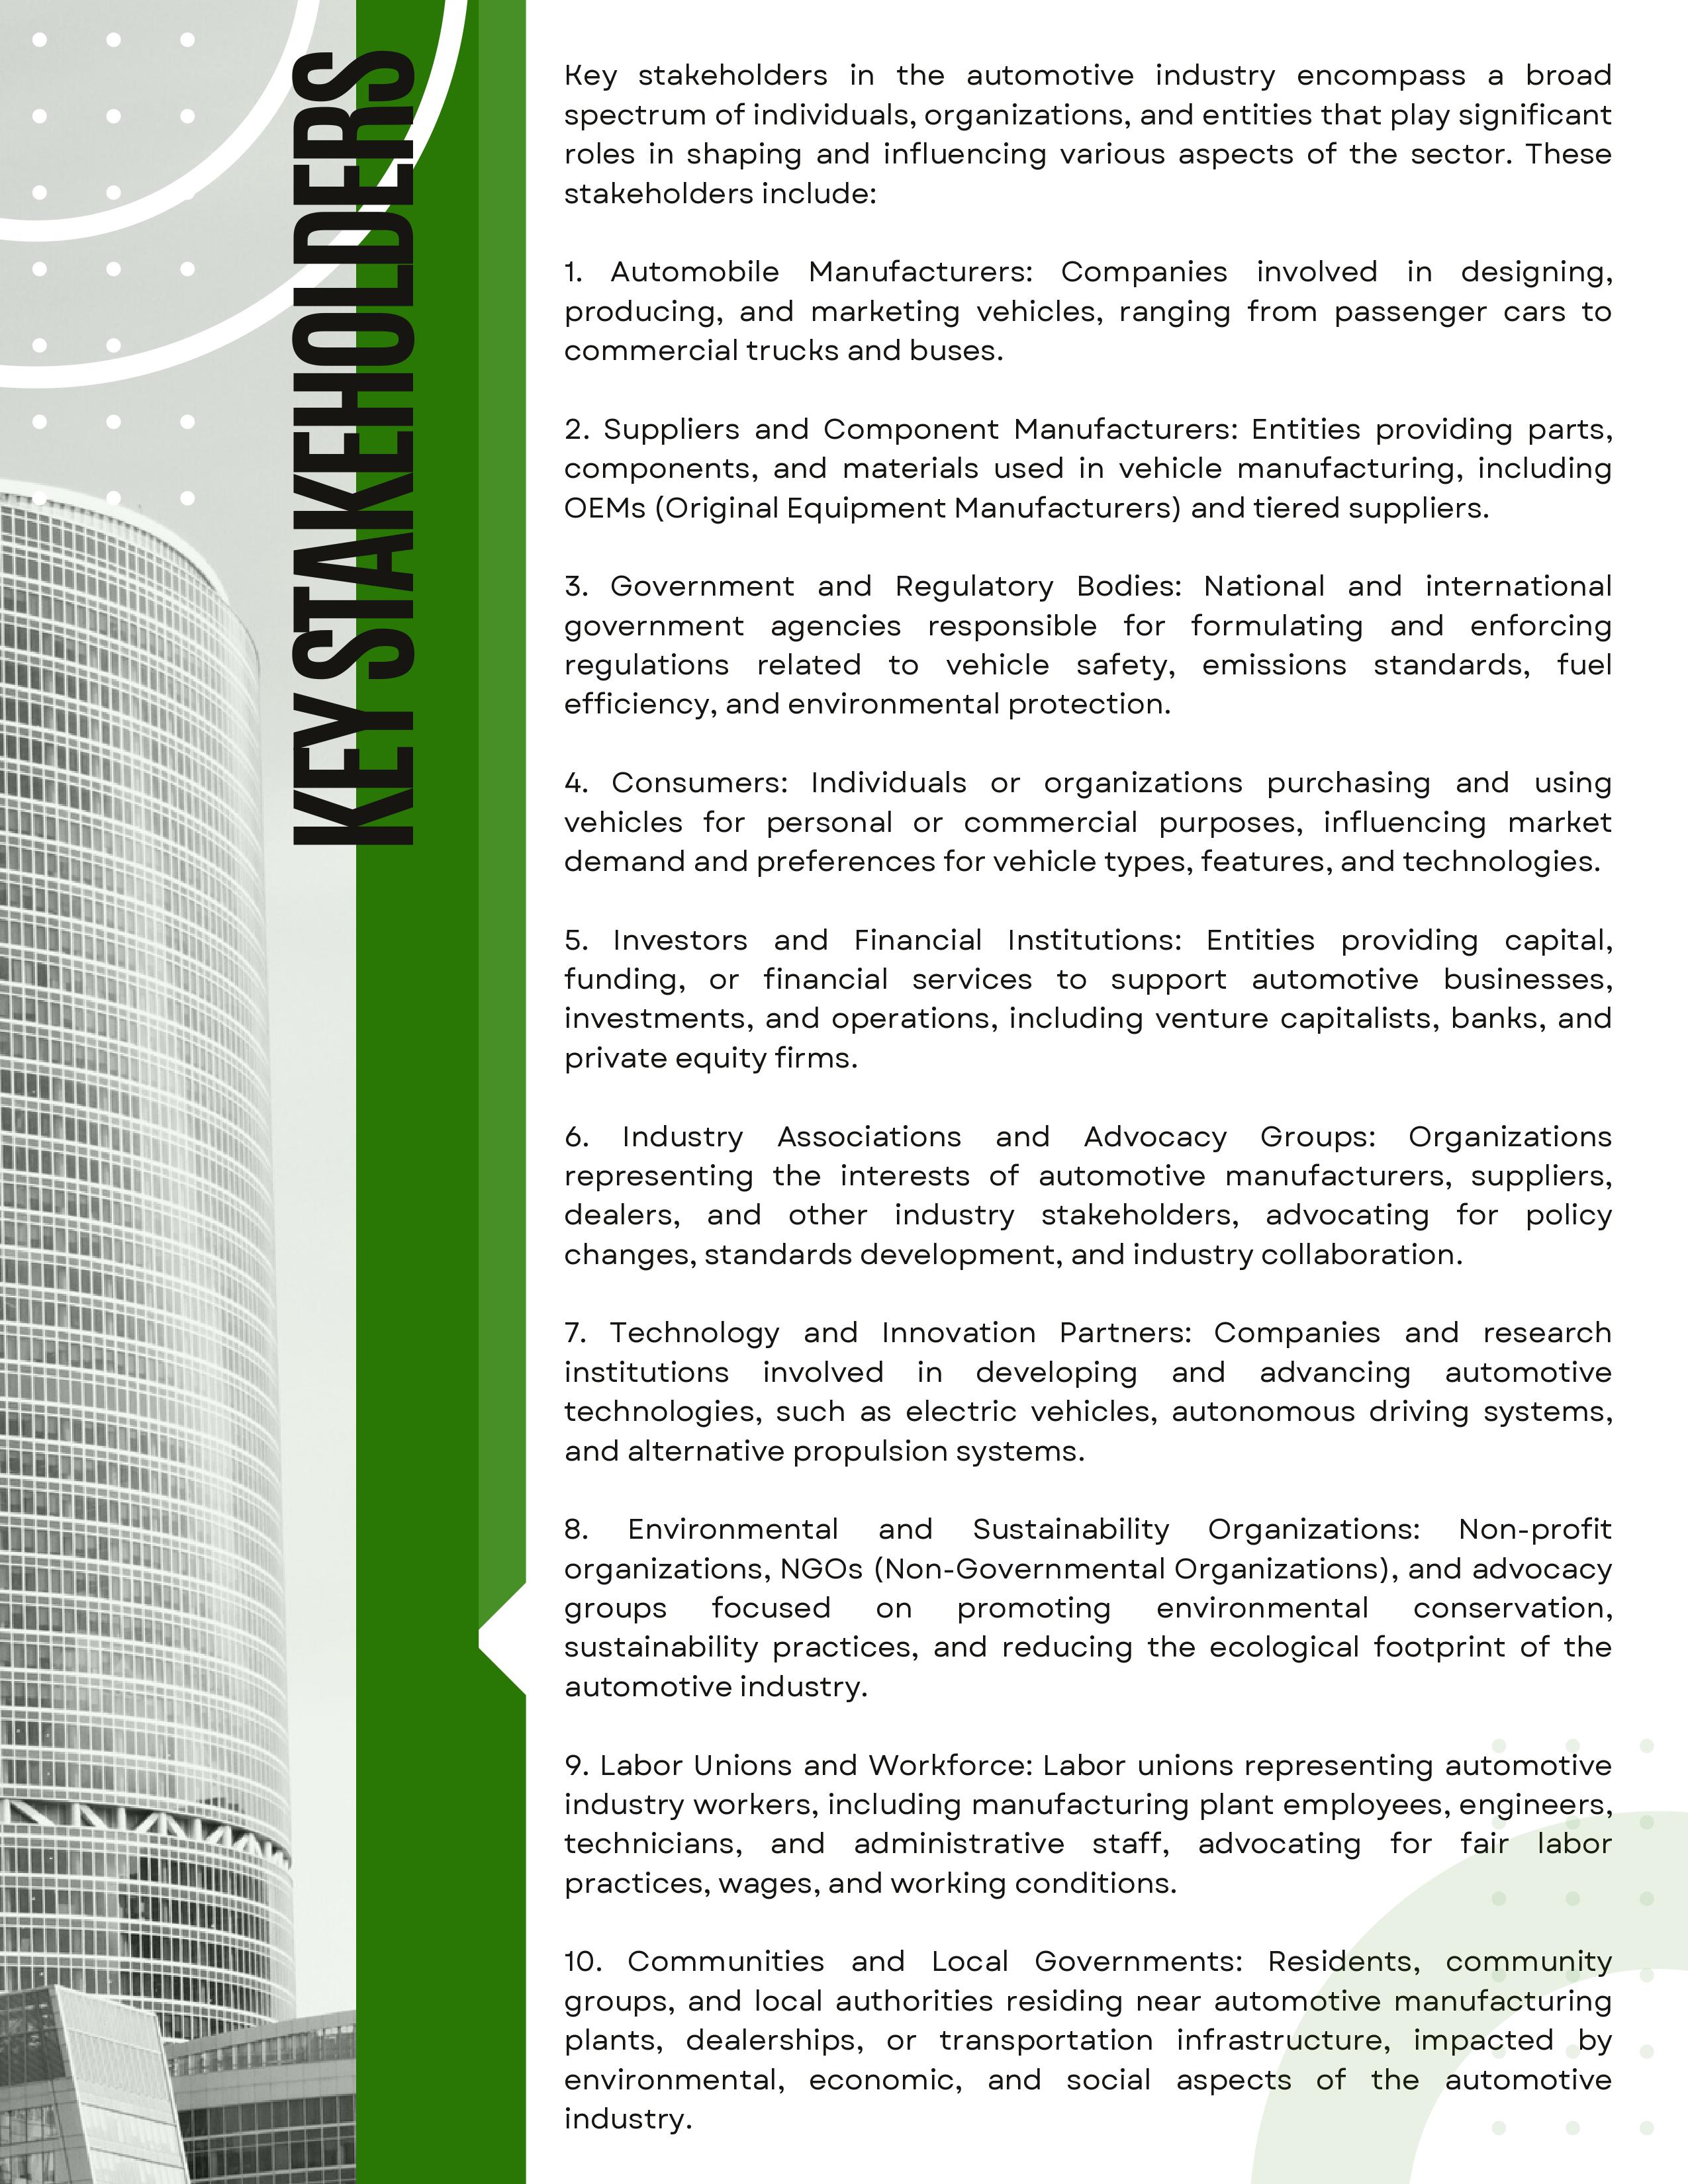 KEY STAKEHOLDERS
Key stakeholders in the automotive industry encompass a broad
spectrum of individuals, organizations, and entities that play significant
roles in shaping and influencing various aspects of the sector. These
stakeholders include:
1. Automobile Manufacturers: Companies involved in designing,
producing, and marketing vehicles, ranging from passenger cars to
commercial trucks and buses.
2. Suppliers and Component Manufacturers: Entities providing parts,
components, and materials used in vehicle manufacturing, including
OEMs (Original Equipment Manufacturers) and tiered suppliers.
3. Government and Regulatory Bodies: National and international
government agencies responsible for formulating and enforcing
regulations related to vehicle safety, emissions standards, fuel
efficiency, and environmental protection.
4. Consumers: Individuals or organizations purchasing and using
vehicles for personal or commercial purposes, influencing market
demand and preferences for vehicle types, features, and technologies.
5. Investors and Financial Institutions: Entities providing capital,
funding, or financial services to support automotive businesses,
investments, and operations, including venture capitalists, banks, and
private equity firms.
6. Industry Associations and Advocacy Groups: Organizations
representing the interests of automotive manufacturers, suppliers,
dealers, and other industry stakeholders, advocating for policy
changes, standards development, and industry collaboration.
7. Technology and Innovation Partners: Companies and research
institutions involved in developing and advancing automotive
technologies, such as electric vehicles, autonomous driving systems,
and alternative propulsion systems.
8. Environmental and Sustainability Organizations: Non-profit
organizations, NGOs (Non-Governmental Organizations), and advocacy
groups focused on promoting environmental conservation,
sustainability practices, and reducing the ecological footprint of the
automotive industry.
9. Labor Unions and Workforce: Labor unions representing automotive
industry workers, including manufacturing plant employees, engineers,
technicians, and administrative staff, advocating for fair labor
practices, wages, and working conditions.
10. Communities and Local Governments: Residents, community
groups, and local authorities residing near automotive manufacturing
plants, dealerships, or transportation infrastructure, impacted by
environmental, economic, and social aspects of the automotive
industry.